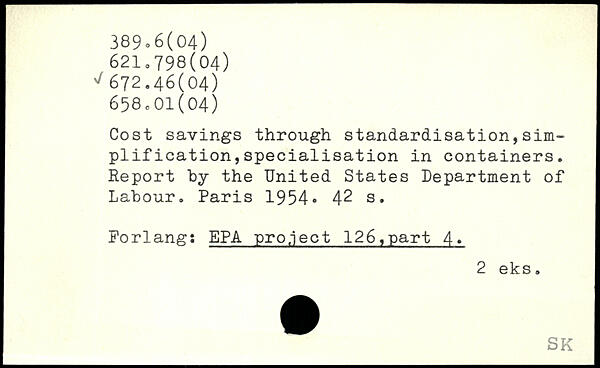 389.6(04)
621.798(04)
✓ 672.46(04)
658.01(04)
Cost savings through standardisation,sim-
plification,specialisation in containers.
Report by the United States Department of
Labour. Paris 1954. 42 s.
Forlang: EPA project 126,part 4.
2 eks.
SK